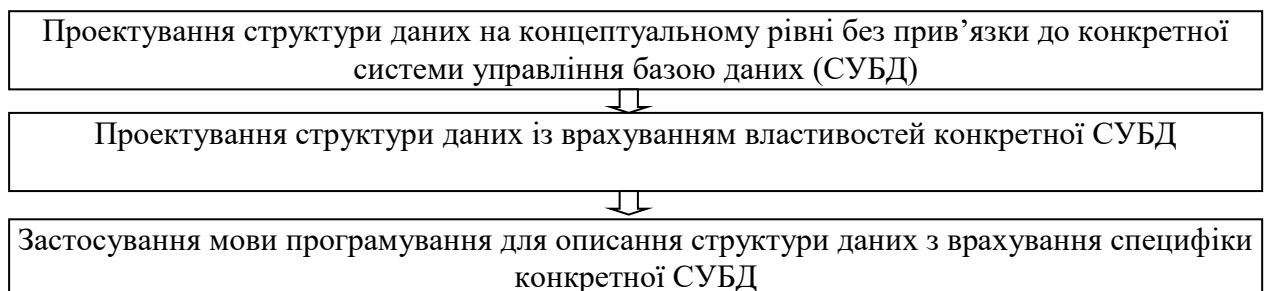 Проектування структури даних на концептуальному рівні без прив’язки до конкретної
системи управління базою даних (СУБД)
Проектування структури даних із врахуванням властивостей конкретної СУБД
Застосування мови програмування для описання структури даних з врахування специфіки
конкретної СУБД